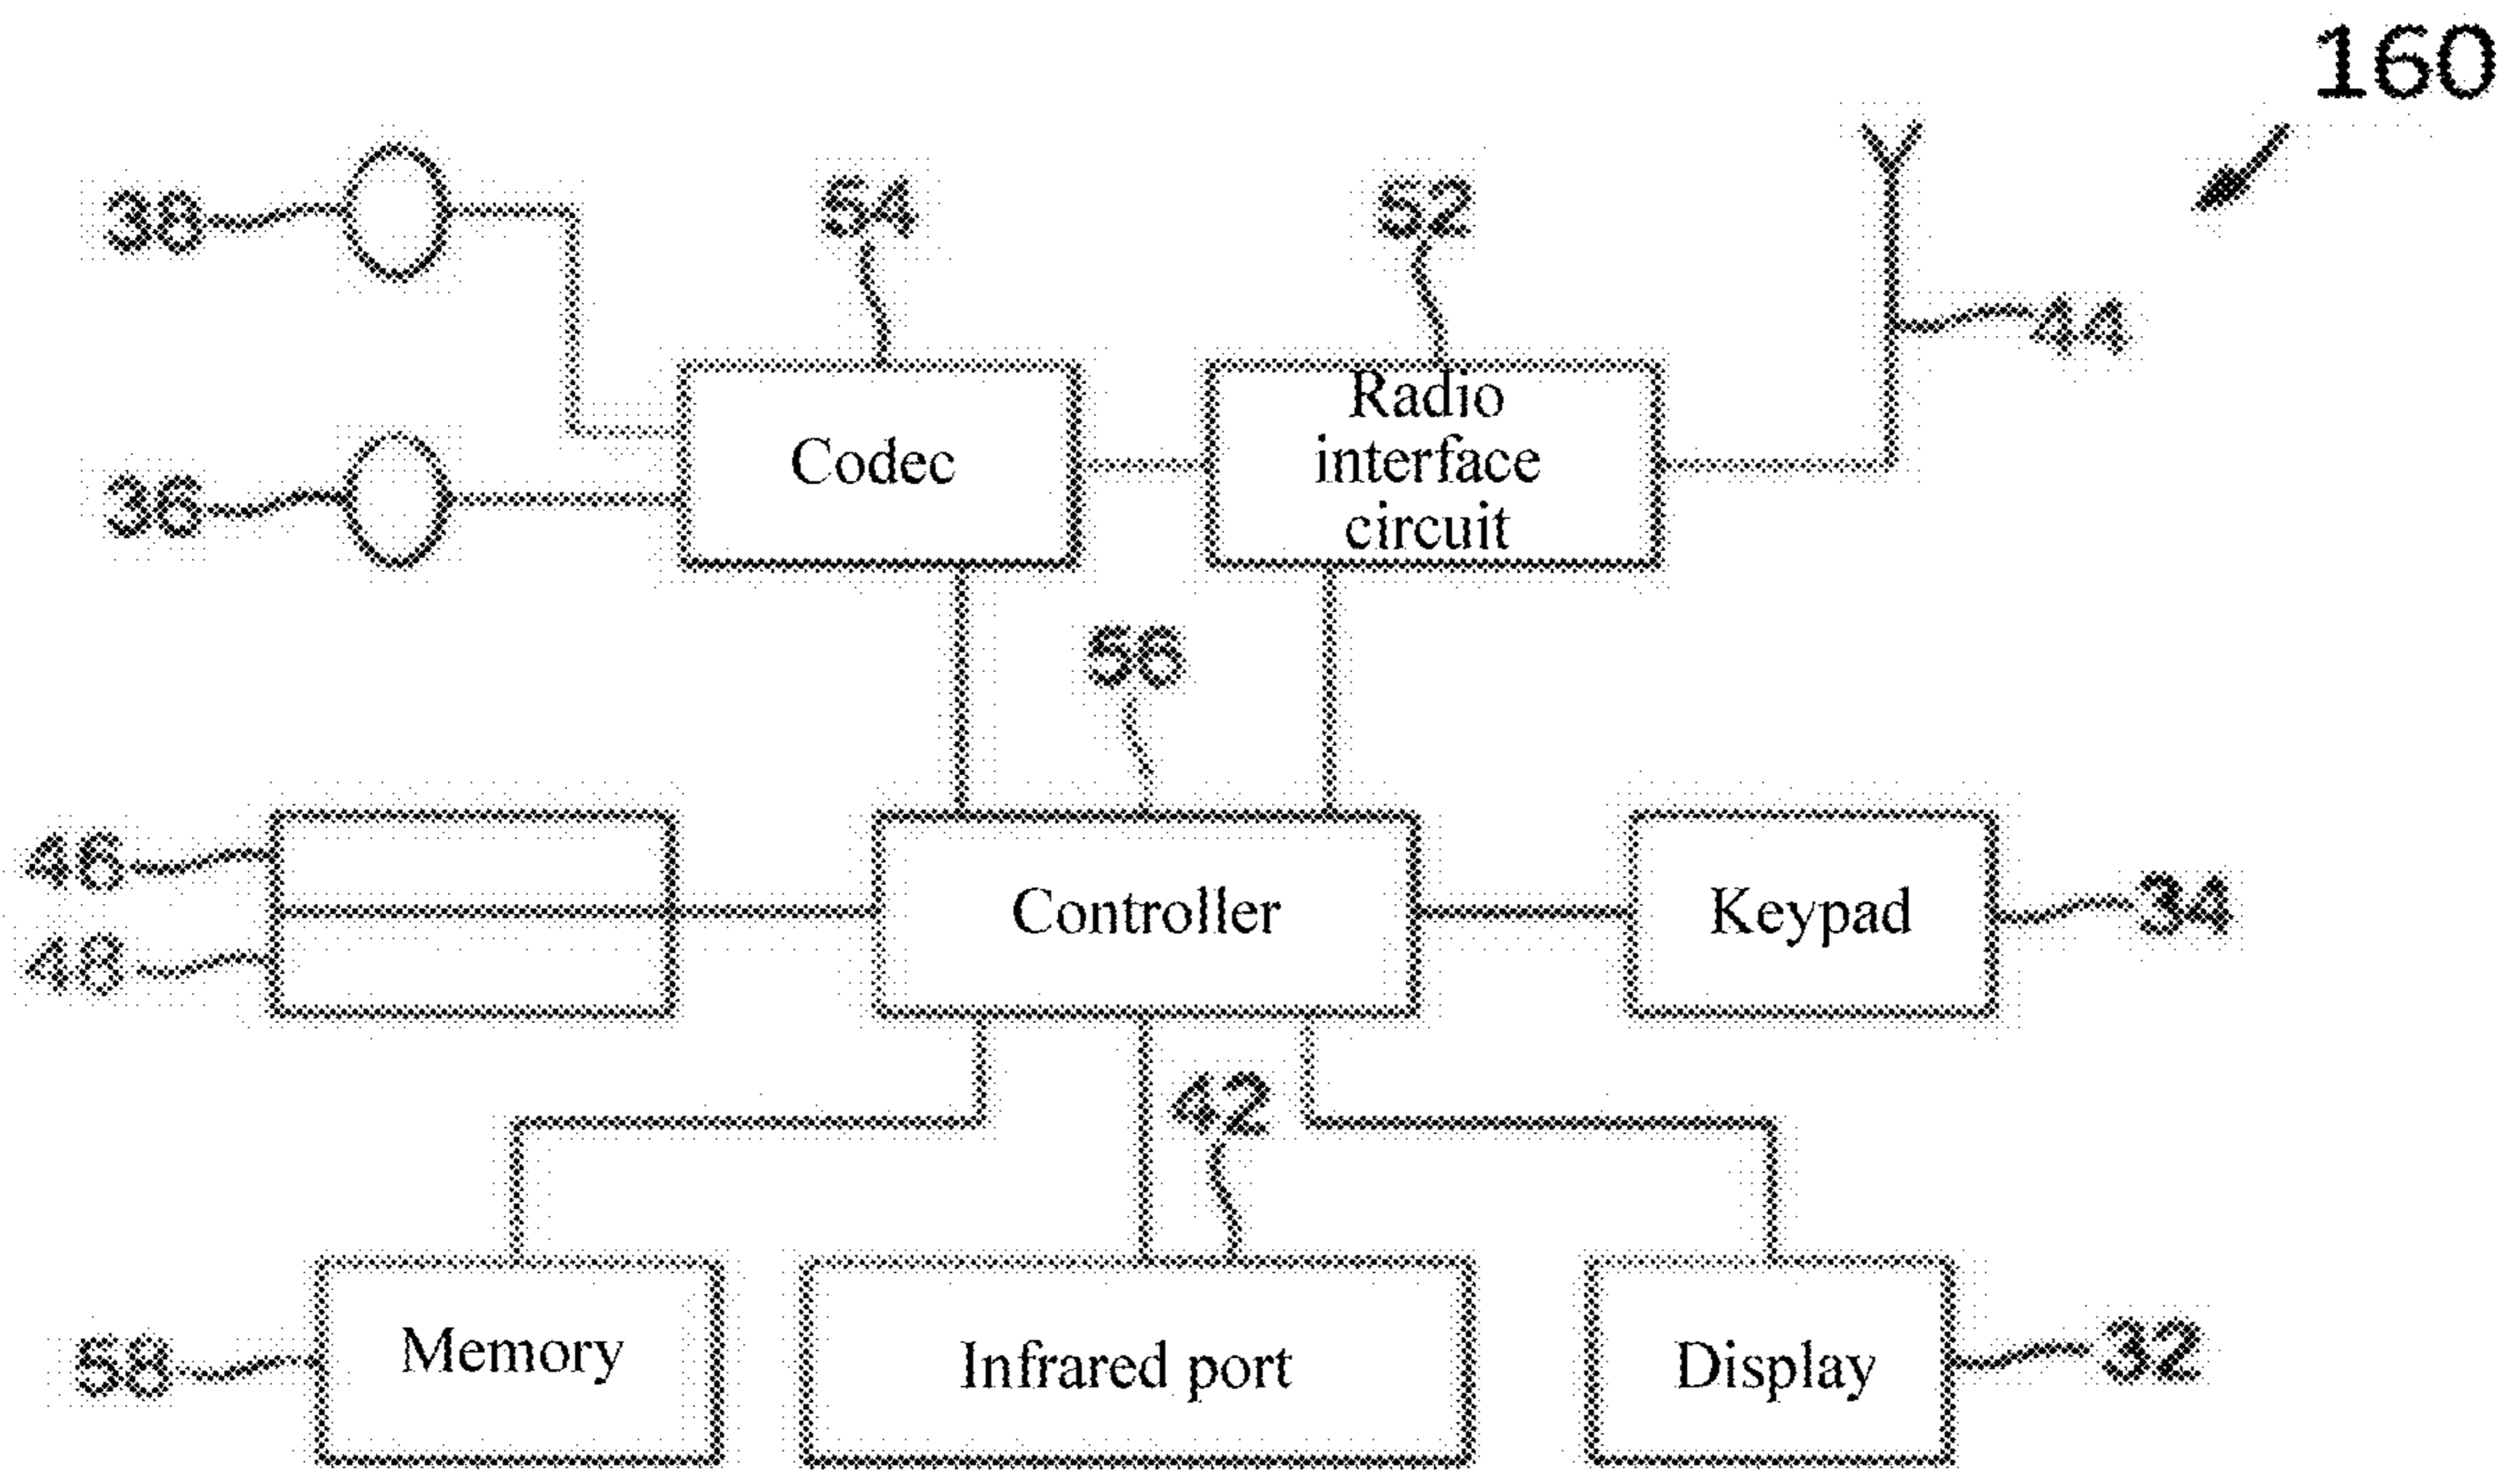 160
38
54
52
44
Codec
Radio
interface
circuit
36
56
46
48
Controller
Keypad
34
42
58
Memory
Infrared port
Display
32